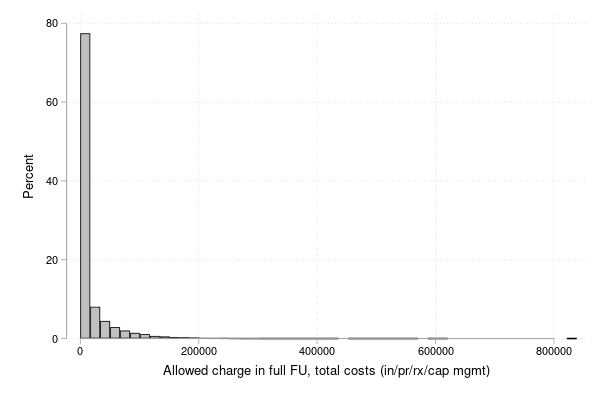 80
60
40
20
0
Percent
0 200000 400000 600000 800000
Allowed charge in full FU, total costs (in/pr/rx/cap mgmt)